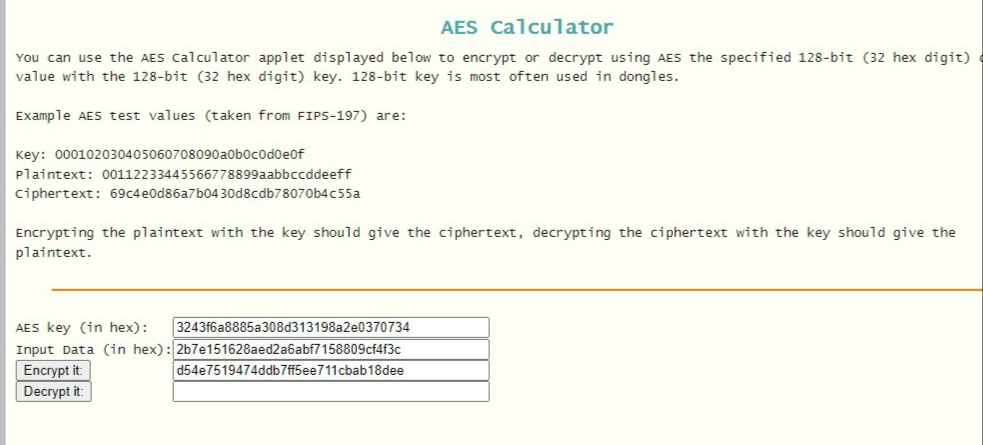 AES Calculator
You can use the AES Calculator applet displayed below to encrypt or decrypt using AES the specified 128-bit (32 hex digit)
value with the 128-bit (32 hex digit) key. 128-bit key is most often used in dongles.
Example AES test values (taken from FIPS-197) are:
Key: 000102030405060708090a0b0c0d0e0f
Plaintext: 00112233445566778899aabbccddeeff
Ciphertext: 69c4e0d86a7b0430d8cdb78070b4c55a
Encrypting the plaintext with the key should give the ciphertext, decrypting the ciphertext with the key should give the
plaintext.
AES key (in hex): 3243f6a8885a308d313198a2e0370734
Input Data (in hex): 2b7e151628aed2a6abf7158809cf4f3c
Encrypt it: d54e7519474ddb7ff5ee711cbab18dee
Decrypt it: